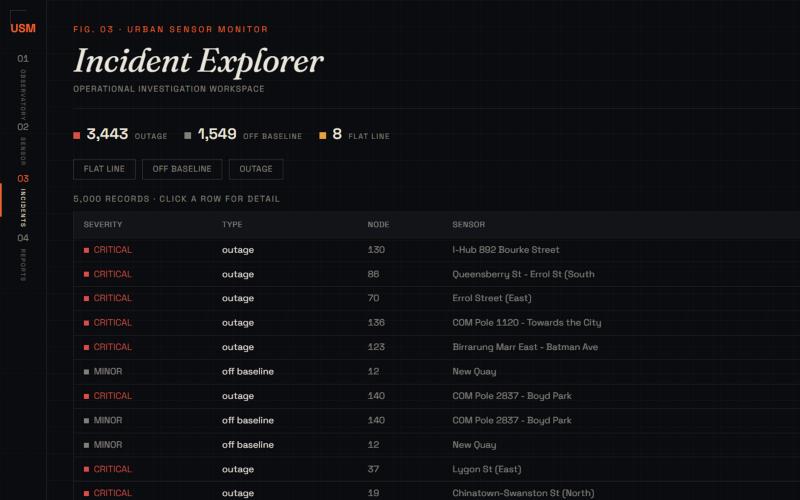 USM
01
OBSERVATORY
02
SENSOR
03
INCIDENTS
04
REPORTS
FIG. 03 · URBAN SENSOR MONITOR
Incident Explorer
OPERATIONAL INVESTIGATION WORKSPACE
3,443 OUTAGE 1,549 OFF BASELINE 8 FLAT LINE
FLAT LINE OFF BASELINE OUTAGE
5,000 RECORDS · CLICK A ROW FOR DETAIL
SEVERITY TYPE NODE SENSOR
CRITICAL outage 130 I-Hub 892 Bourke Street
CRITICAL outage 86 Queensberry St - Errol St (South
CRITICAL outage 70 Errol Street (East)
CRITICAL outage 136 COM Pole 1120 - Towards the City
CRITICAL outage 123 Birrarung Marr East - Batman Ave
MINOR off baseline 12 New Quay
CRITICAL outage 140 COM Pole 2837 - Boyd Park
MINOR off baseline 140 COM Pole 2837 - Boyd Park
MINOR off baseline 12 New Quay
CRITICAL outage 37 Lygon St (East)
CRITICAL outage 19 Chinatown-Swanston St (North)